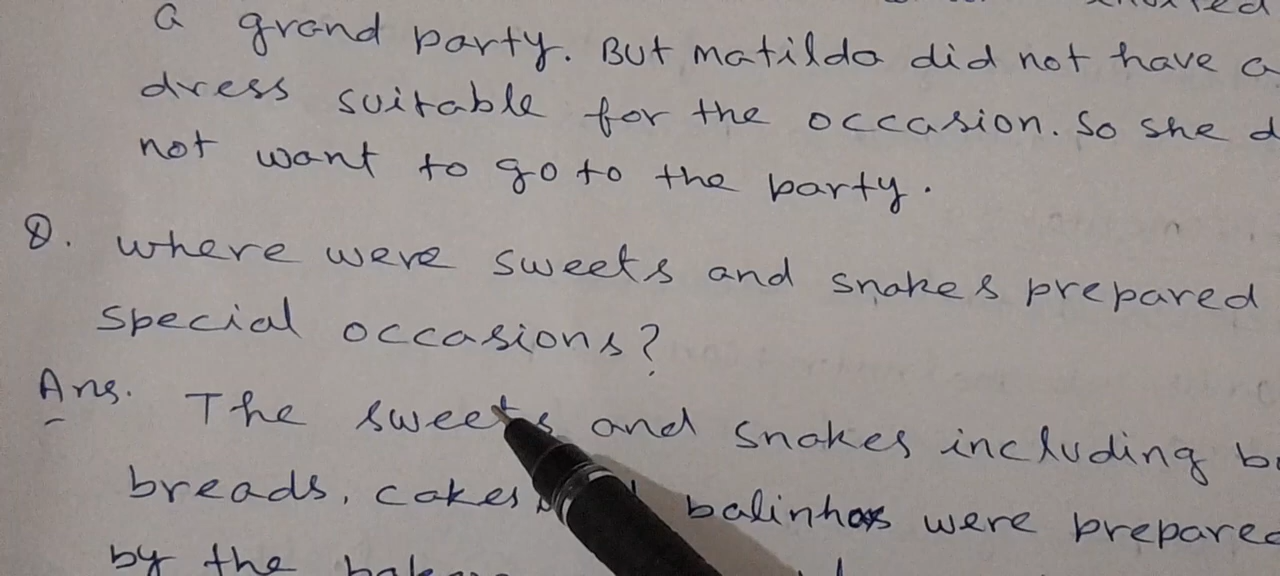 a grand party. But Matilda did not have a
dress suitable for the occasion. So she
not want to go to the party.
Q. where were sweets and snakes prepared
special occasions?
Ans. The sweets and snakes including
breads, cakes balinhas were prepared
by the